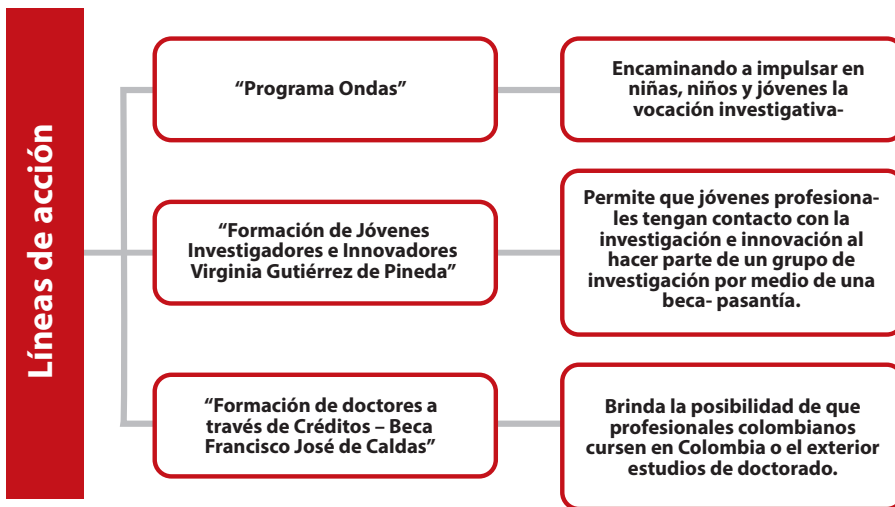 Líneas de acción
“Programa Ondas”
Encaminando a impulsar en
niñas, niños y jóvenes la
vocación investigativa-
“Formación de Jóvenes
Investigadores e Innovadores
Virginia Gutiérrez de Pineda”
Permite que jóvenes profesiona-
les tengan contacto con la
investigación e innovación al
hacer parte de un grupo de
investigación por medio de una
beca- pasantía.
“Formación de doctores a
través de Créditos – Beca
Francisco José de Caldas”
Brinda la posibilidad de que
profesionales colombianos
cursen en Colombia o el exterior
estudios de doctorado.